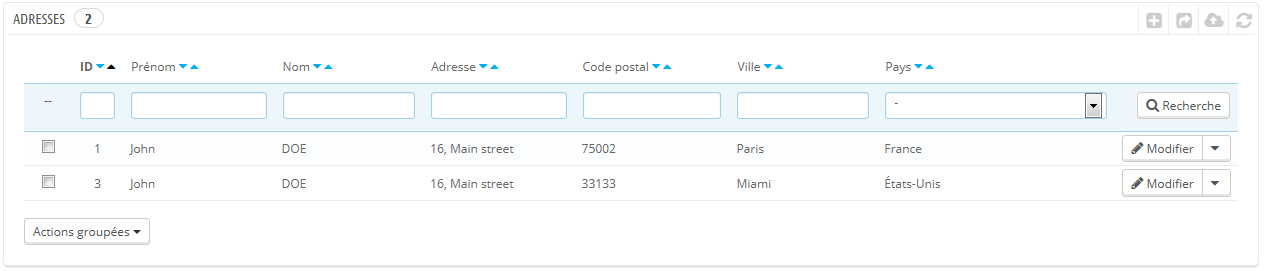 ADRESSES 2
ID Prénom Nom Adresse Code postal Ville Pays
-- - Recherche
1 John DOE 16, Main street 75002 Paris France Modifier
3 John DOE 16, Main street 33133 Miami États-Unis Modifier
Actions groupées